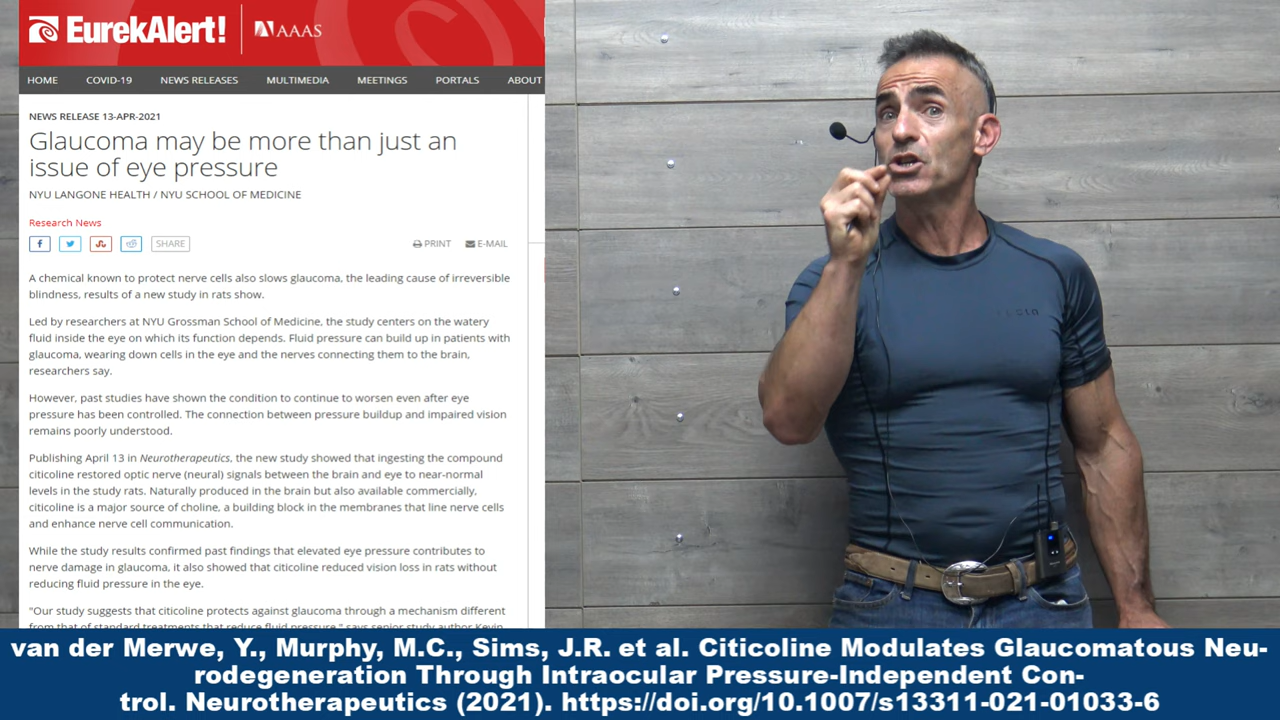 EurekAlert! AAAS
HOME COVID-19 NEWS RELEASES MULTIMEDIA MEETINGS PORTALS ABOUT
NEWS RELEASE 13-APR-2021
Glaucoma may be more than just an
issue of eye pressure
NYU LANGONE HEALTH / NYU SCHOOL OF MEDICINE
Research News
SHARE PRINT E-MAIL
A chemical known to protect nerve cells also slows glaucoma, the leading cause of irreversible
blindness, results of a new study in rats show.
Led by researchers at NYU Grossman School of Medicine, the study centers on the watery
fluid inside the eye on which its function depends. Fluid pressure can build up in patients with
glaucoma, wearing down cells in the eye and the nerves connecting them to the brain,
researchers say.
However, past studies have shown the condition to continue to worsen even after eye
pressure has been controlled. The connection between pressure buildup and impaired vision
remains poorly understood.
Publishing April 13 in Neurotherapeutics, the new study showed that ingesting the compound
citicoline restored optic nerve (neural) signals between the brain and eye to near-normal
levels in the study rats. Naturally produced in the brain but also available commercially,
citicoline is a major source of choline, a building block in the membranes that line nerve cells
and enhance nerve cell communication.
While the study results confirmed past findings that elevated eye pressure contributes to
nerve damage in glaucoma, it also showed that citicoline reduced vision loss in rats without
reducing fluid pressure in the eye.
"Our study suggests that citicoline protects against glaucoma through a mechanism different
from that of standard treatments that reduce fluid pressure," says senior study author Kevin
van der Merwe, Y., Murphy, M.C., Sims, J.R. et al. Citicoline Modulates Glaucomatous Neu-
rodegeneration Through Intraocular Pressure-Independent Con-
trol. Neurotherapeutics (2021). https://doi.org/10.1007/s13311-021-01033-6